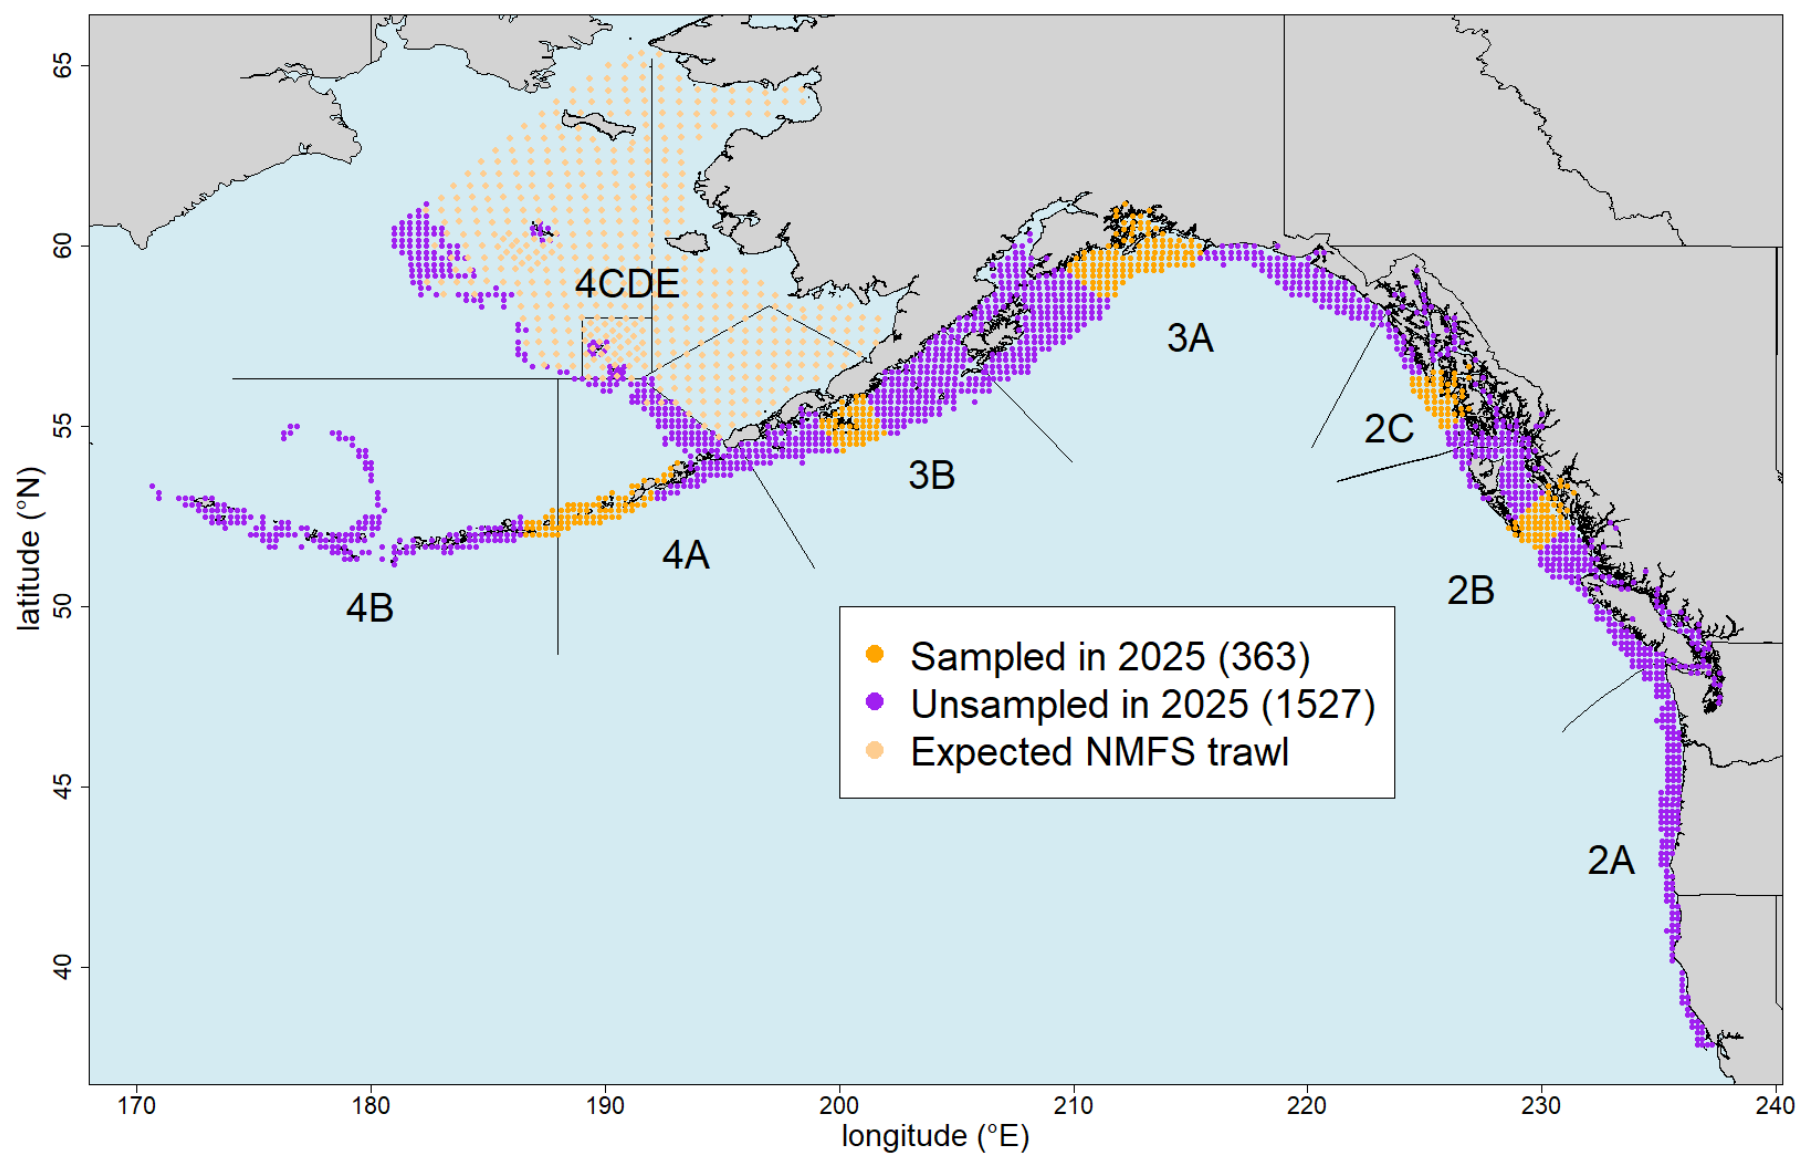 65
60
55
50
45
40
latitude (°N)
4CDE
3A
2C
3B
4A
2B
4B
2A
Sampled in 2025 (363)
Unsampled in 2025 (1527)
Expected NMFS trawl
170
180
190
200
210
220
230
240
longitude (°E)